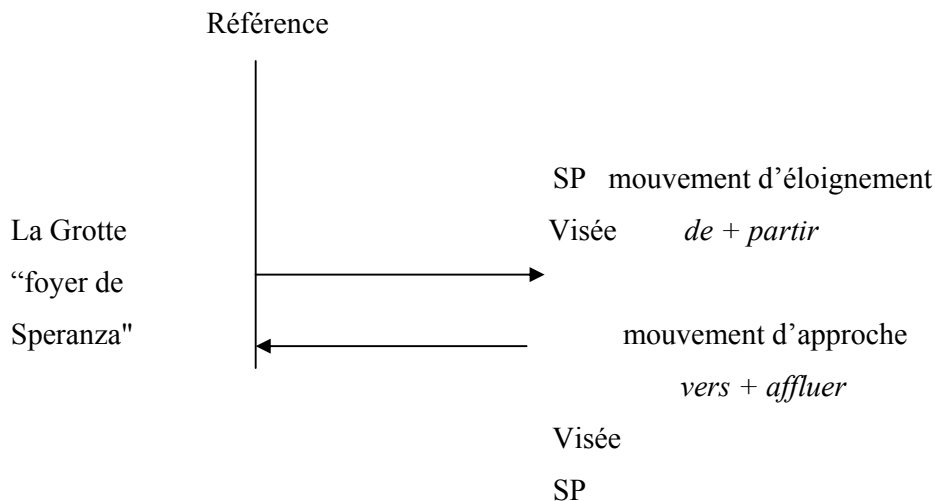 Référence
SP mouvement d’éloignement
La Grotte
Visée de + partir
“foyer de
Speranza"
mouvement d’approche
vers + affluer
Visée
SP